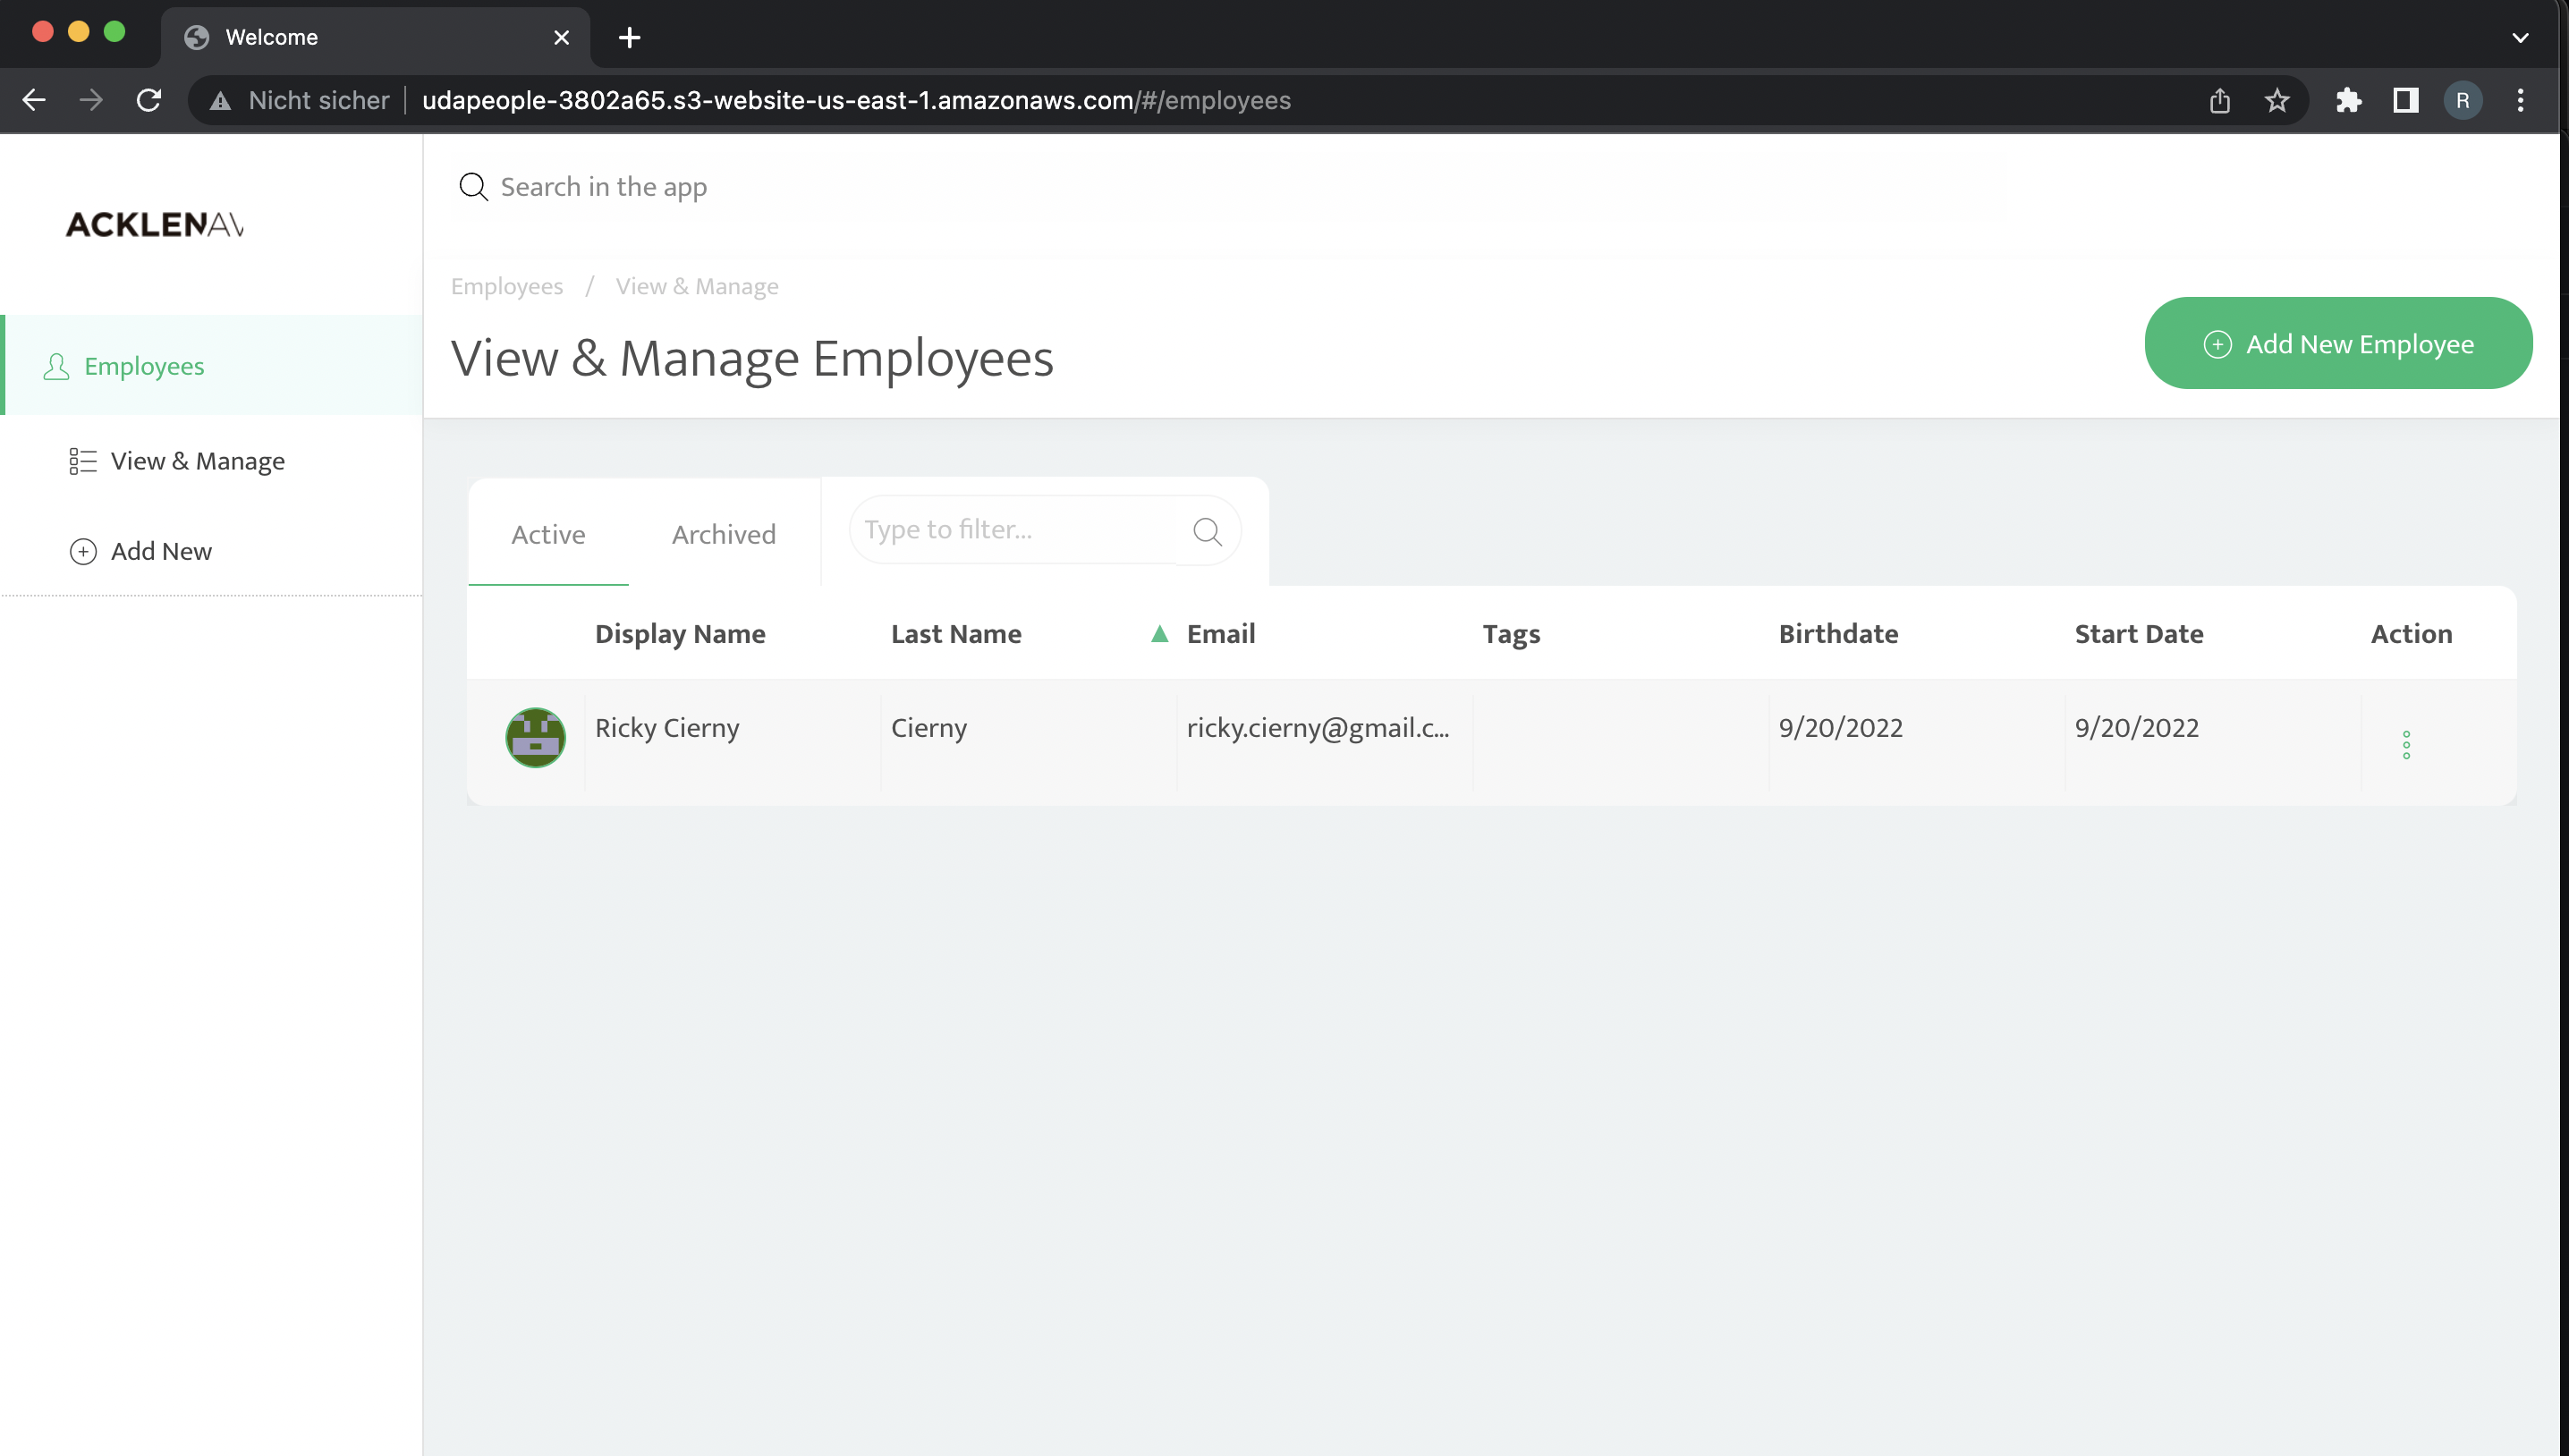 Welcome
Nicht sicher
udapeople-3802a65.s3-website-us-east-1.amazonaws.com/#/employees
R
ACKLENAV
Search in the app
Employees / View & Manage
View & Manage Employees
Add New Employee
Employees
View & Manage
Add New
Active
Archived
Type to filter...
Display Name Last Name Email Tags Birthdate Start Date Action
Ricky Cierny Cierny ricky.cierny@gmail.c... 9/20/2022 9/20/2022